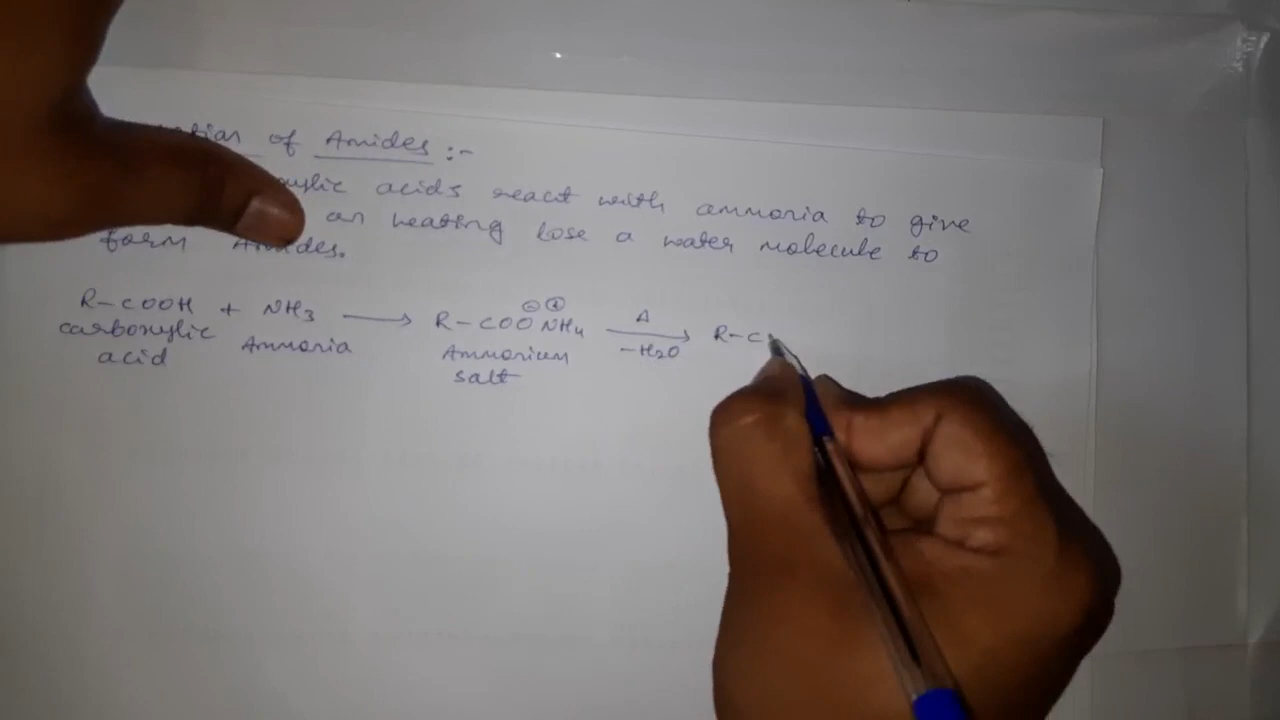 of Amides :-
acids react with ammonia to give
on heating lose a water molecule to
form Amides.
R-COOH + NH3 ⟶ R-COO⊖ NH4⊕ Δ/-H2O ⟶ R-C
carboxylic Ammonia Ammonium
acid salt